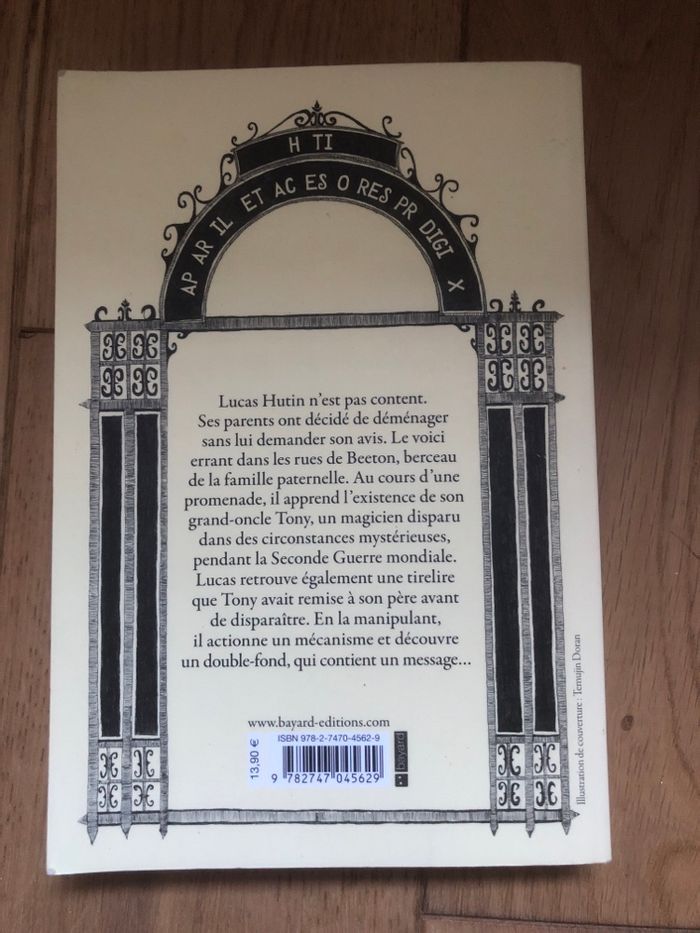 H TI
AP AR IL ET AC ES O RES PR DIGI X
Lucas Hutin n'est pas content.
Ses parents ont décidé de déménager
sans lui demander son avis. Le voici
errant dans les rues de Beeton, berceau
de la famille paternelle. Au cours d'une
promenade, il apprend l'existence de son
grand-oncle Tony, un magicien disparu
dans des circonstances mystérieuses,
pendant la Seconde Guerre mondiale.
Lucas retrouve également une tirelire
que Tony avait remise à son père avant
de disparaître. En la manipulant,
il actionne un mécanisme et découvre
un double-fond, qui contient un message...
Illustration de couverture : Temujin Doran
www.bayard-editions.com
ISBN 978-2-7470-4562-9
13,90 €
9 782747 045629
bayard